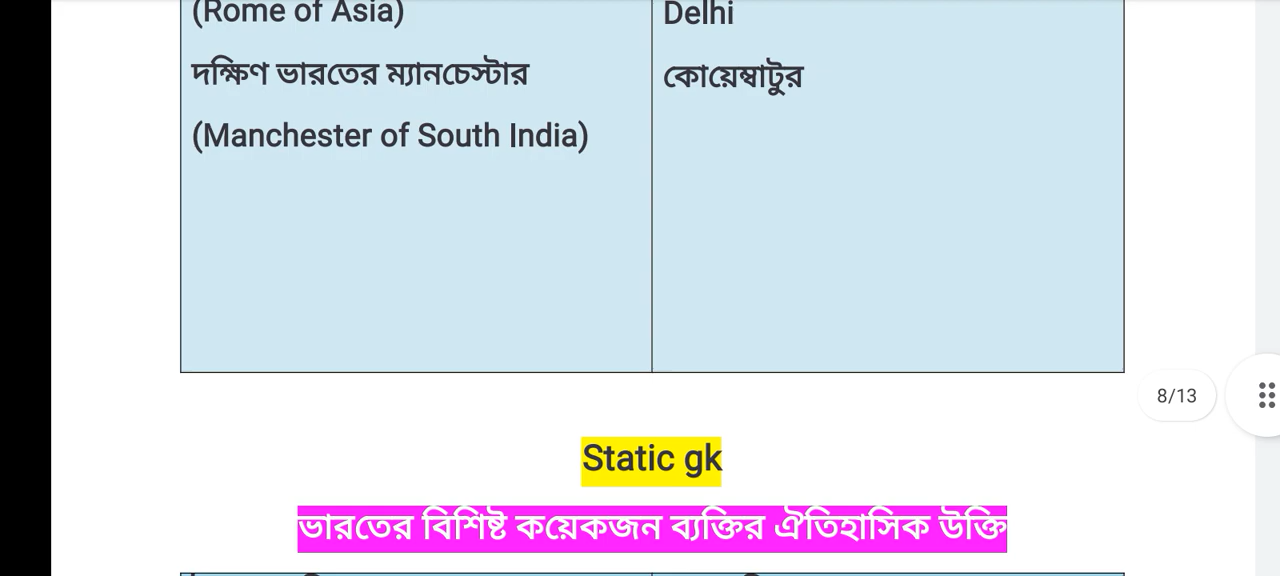 (Rome of Asia)
Delhi
দক্ষিণ ভারতের ম্যানচেস্টার
কোয়েম্বাটুর
(Manchester of South India)
8/13
Static gk
ভারতের বিশিষ্ট কয়েকজন ব্যক্তির ঐতিহাসিক উক্তি